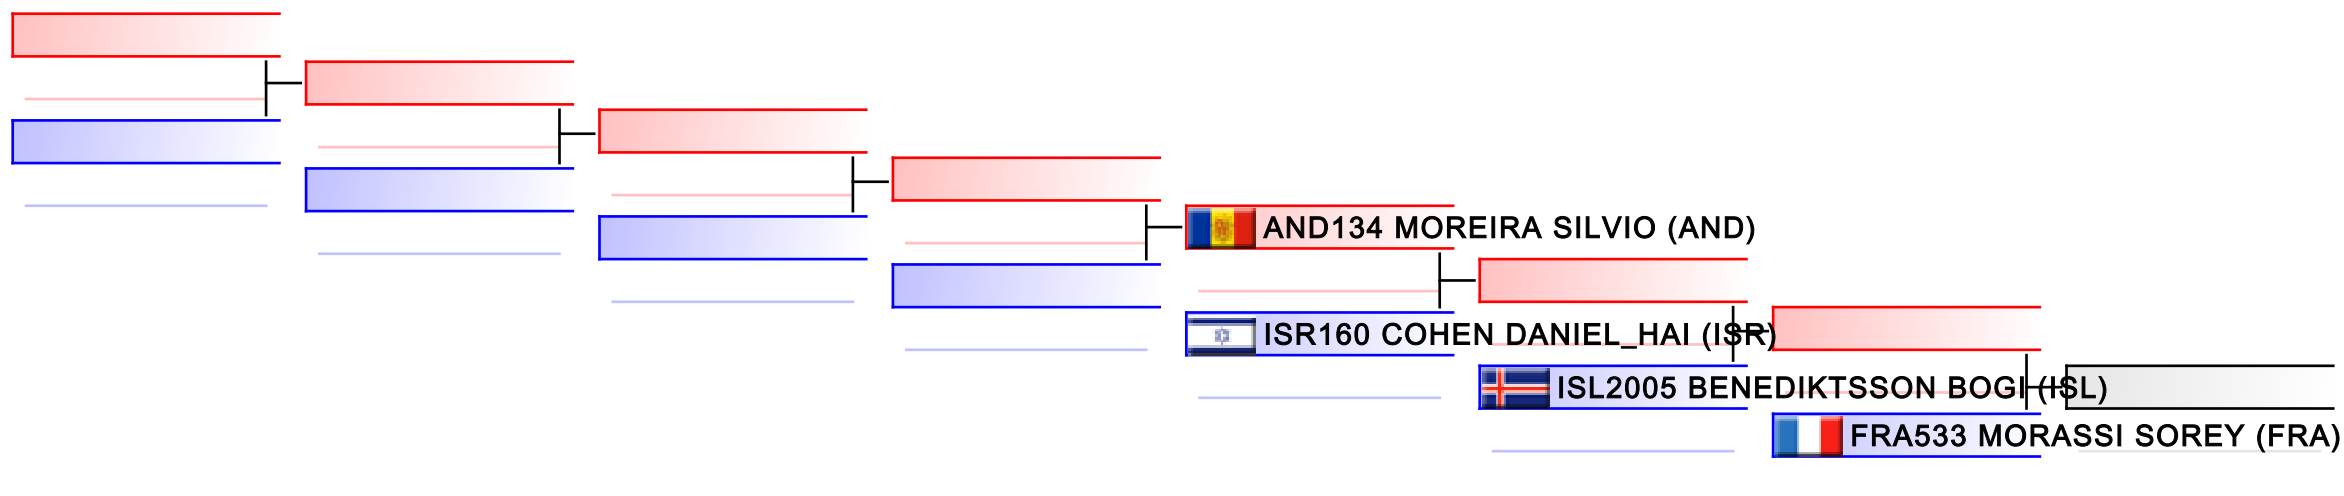 AND134 MOREIRA SILVIO (AND)
ISR160 COHEN DANIEL_HAI (ISR)
ISL2005 BENEDIKTSSON BOGI (ISL)
FRA533 MORASSI SOREY (FRA)